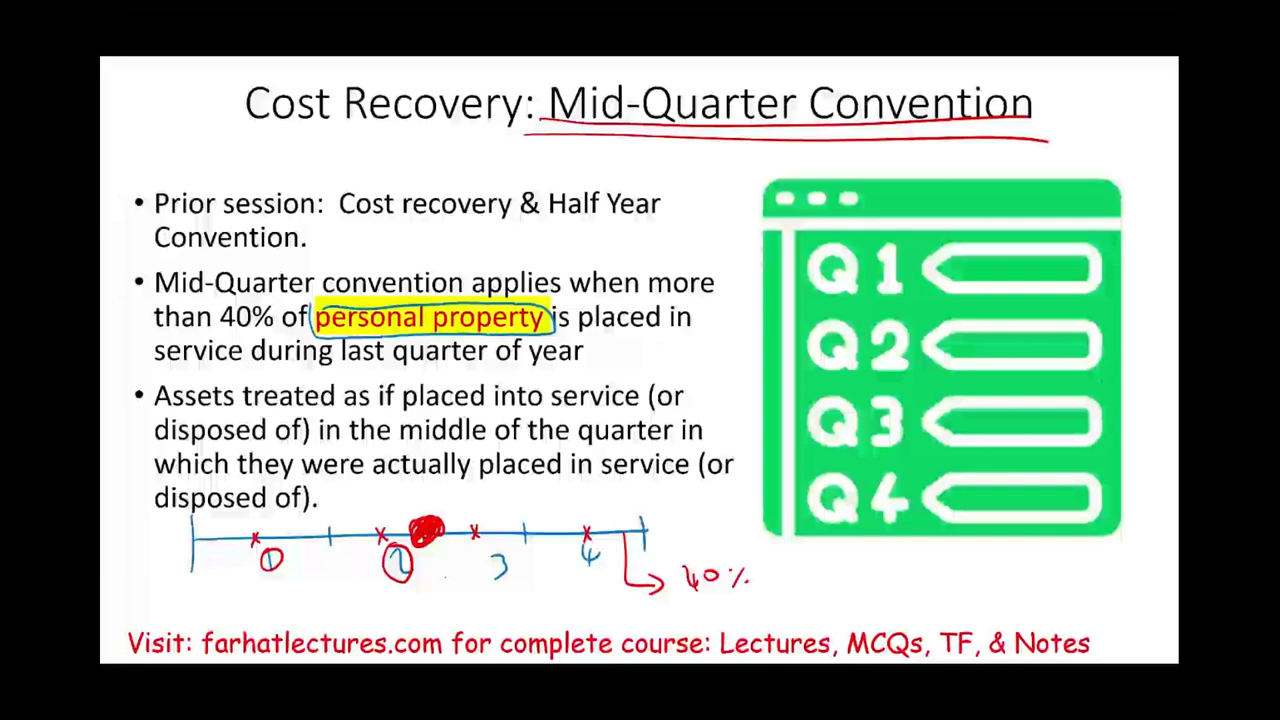 Cost Recovery: Mid-Quarter Convention
• Prior session: Cost recovery & Half Year
Convention.
• Mid-Quarter convention applies when more
than 40% of personal property is placed in
service during last quarter of year
• Assets treated as if placed into service (or
disposed of) in the middle of the quarter in
which they were actually placed in service (or
disposed of).
Q1
Q2
Q3
Q4
1 2 3 4
40%
Visit: farhatlectures.com for complete course: Lectures, MCQs, TF, & Notes